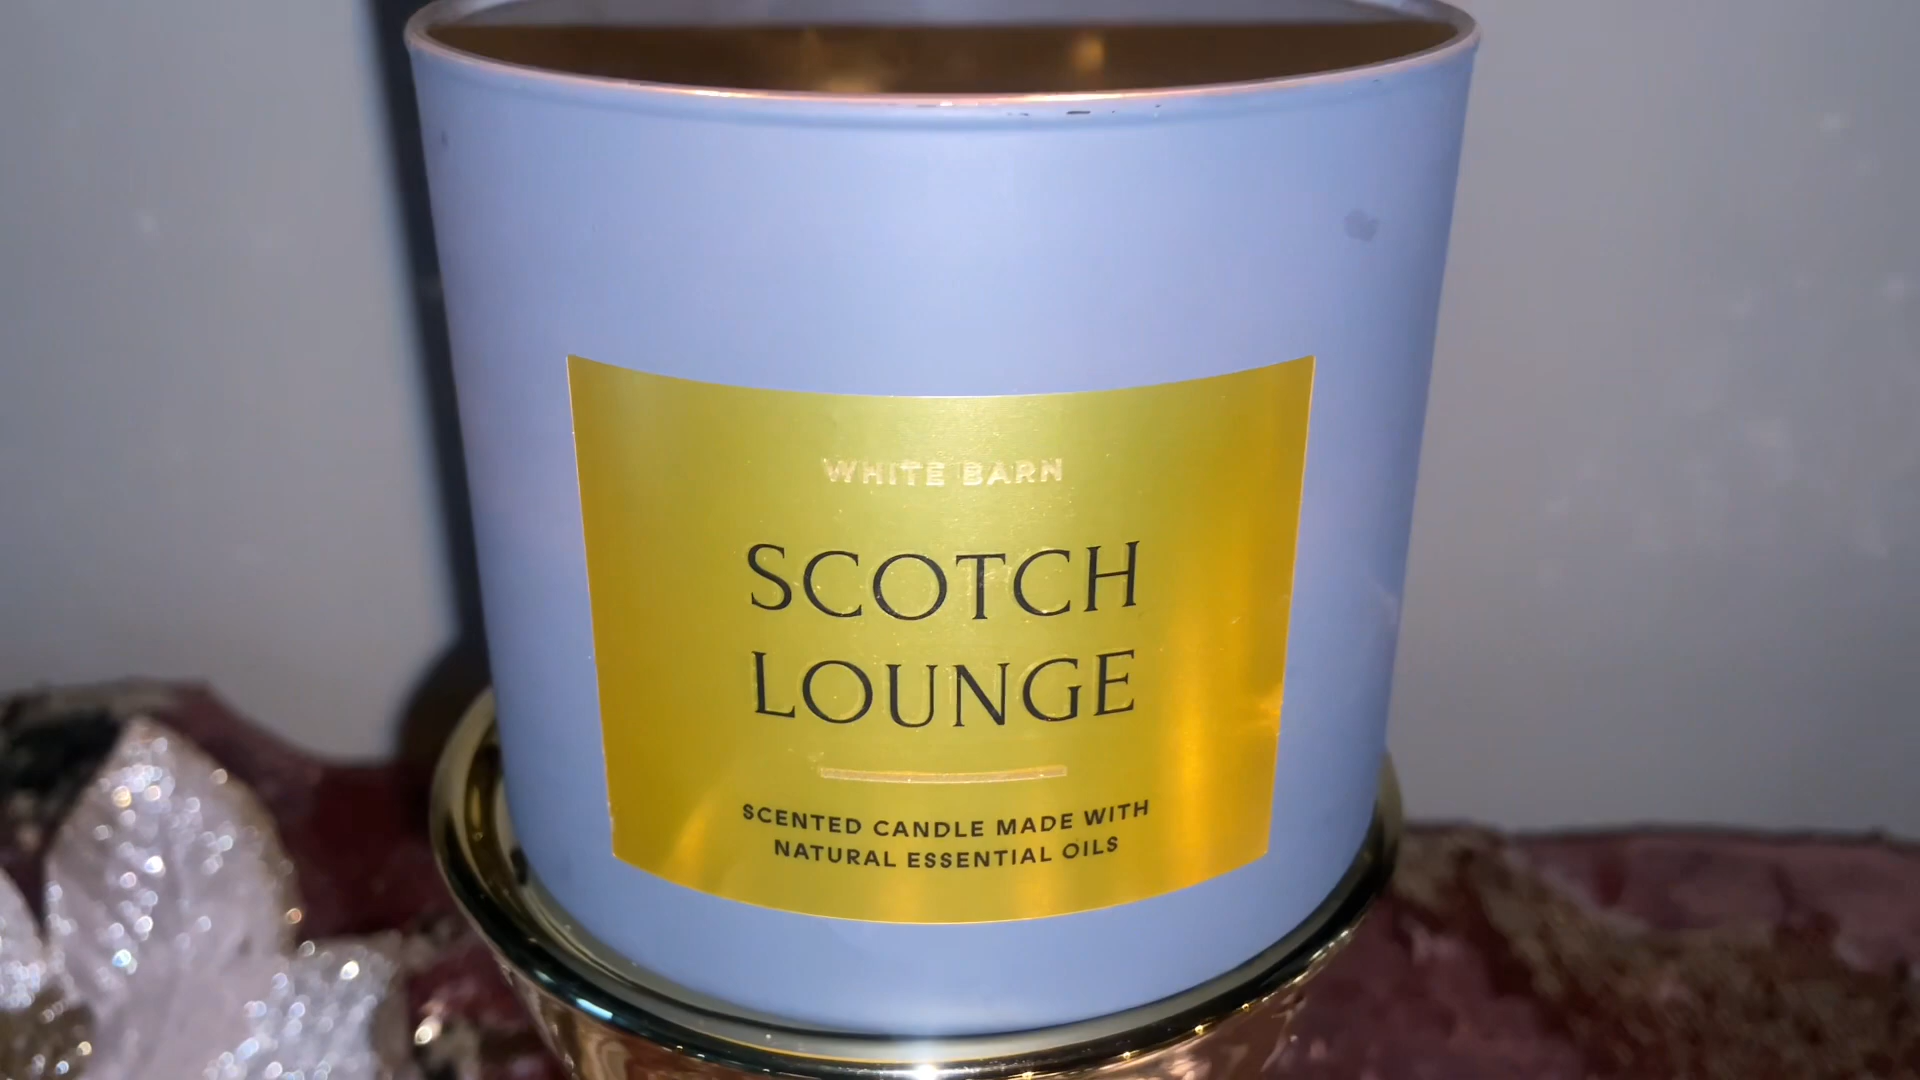 WHITE BARN
SCOTCH
LOUNGE
SCENTED CANDLE MADE WITH
NATURAL ESSENTIAL OILS